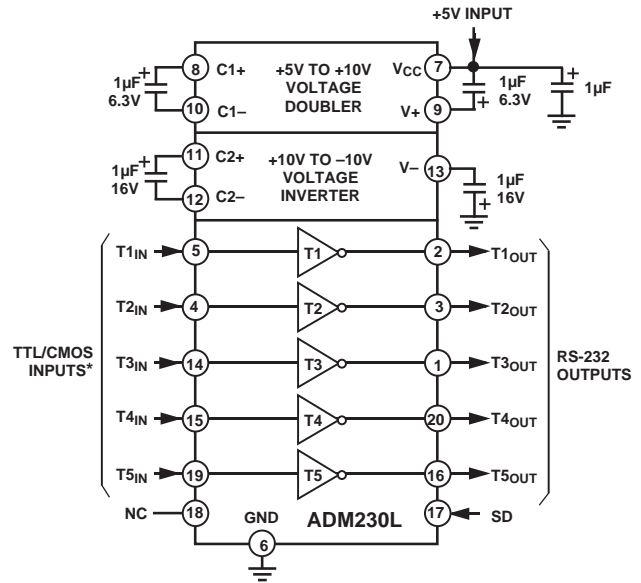 +5V INPUT
8 C1+ +5V TO +10V VCC 7
1µF + 6.3V
VOLTAGE
DOUBLER
10 C1– V+ 9
1µF 6.3V +
+ 1µF
11 C2+ +10V TO –10V V– 13
1µF + 16V
VOLTAGE
INVERTER
12 C2–
1µF 16V +
T1IN 5 T1 2 T1OUT
T2IN 4 T2 3 T2OUT
TTL/CMOS
INPUTS*
T3IN 14 T3 1 T3OUT
RS-232
OUTPUTS
T4IN 15 T4 20 T4OUT
T5IN 19 T5 16 T5OUT
NC 18 GND ADM230L 17 SD
6